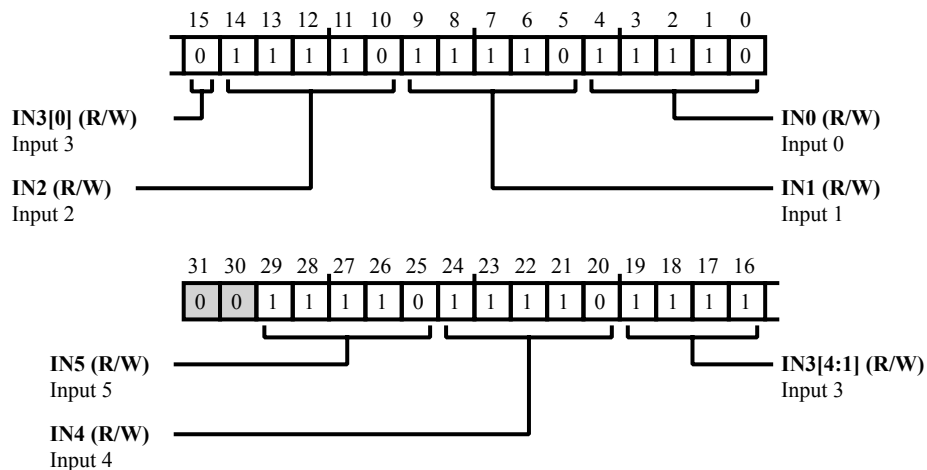 15 14 13 12 11 10 9 8 7 6 5 4 3 2 1 0
0 1 1 1 1 0 1 1 1 1 0 1 1 1 1 0
IN3[0] (R/W)
Input 3
IN0 (R/W)
Input 0
IN2 (R/W)
Input 2
IN1 (R/W)
Input 1
31 30 29 28 27 26 25 24 23 22 21 20 19 18 17 16
0 0 1 1 1 1 0 1 1 1 1 0 1 1 1 1
IN5 (R/W)
Input 5
IN3[4:1] (R/W)
Input 3
IN4 (R/W)
Input 4